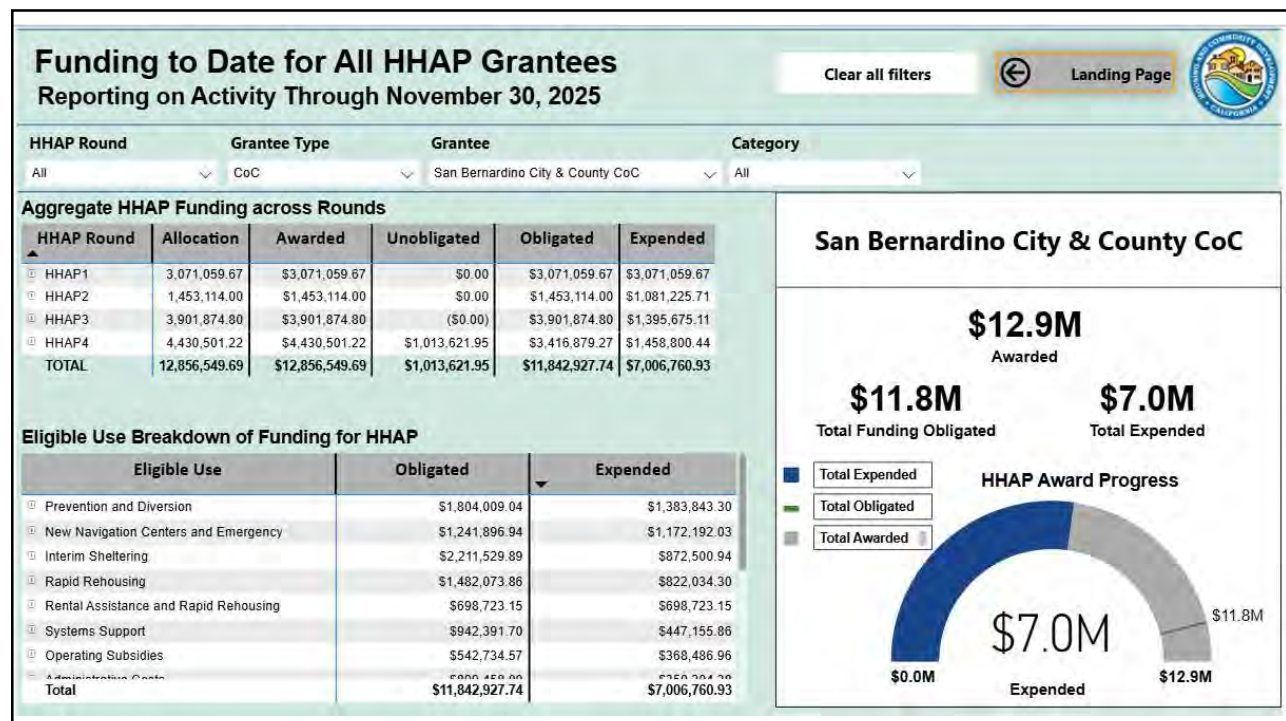 Funding to Date for All HHAP Grantees
Reporting on Activity Through November 30, 2025
Clear all filters
Landing Page
HOUSING AND COMMUNITY DEVELOPMENT
CALIFORNIA
HHAP Round Grantee Type Grantee Category
All CoC San Bernardino City & County CoC All
Aggregate HHAP Funding across Rounds
HHAP Round Allocation Awarded Unobligated Obligated Expended
HHAP1 3,071,059.67 $3,071,059.67 $0.00 $3,071,059.67 $3,071,059.67
HHAP2 1,453,114.00 $1,453,114.00 $0.00 $1,453,114.00 $1,081,225.71
HHAP3 3,901,874.80 $3,901,874.80 ($0.00) $3,901,874.80 $1,395,675.11
HHAP4 4,430,501.22 $4,430,501.22 $1,013,621.95 $3,416,879.27 $1,458,800.44
TOTAL 12,856,549.69 $12,856,549.69 $1,013,621.95 $11,842,927.74 $7,006,760.93
Eligible Use Breakdown of Funding for HHAP
Eligible Use Obligated Expended
Prevention and Diversion $1,804,009.04 $1,383,843.30
New Navigation Centers and Emergency $1,241,896.94 $1,172,192.03
Interim Sheltering $2,211,529.89 $872,500.94
Rapid Rehousing $1,482,073.86 $822,034.30
Rental Assistance and Rapid Rehousing $698,723.15 $698,723.15
Systems Support $942,391.70 $447,155.86
Operating Subsidies $542,734.57 $368,486.96
Administrative Costs
Total $11,842,927.74 $7,006,760.93
San Bernardino City & County CoC
$12.9M
Awarded
$11.8M $7.0M
Total Funding Obligated Total Expended
Total Expended
Total Obligated
Total Awarded
HHAP Award Progress
$11.8M
$7.0M
$0.0M $12.9M
Expended